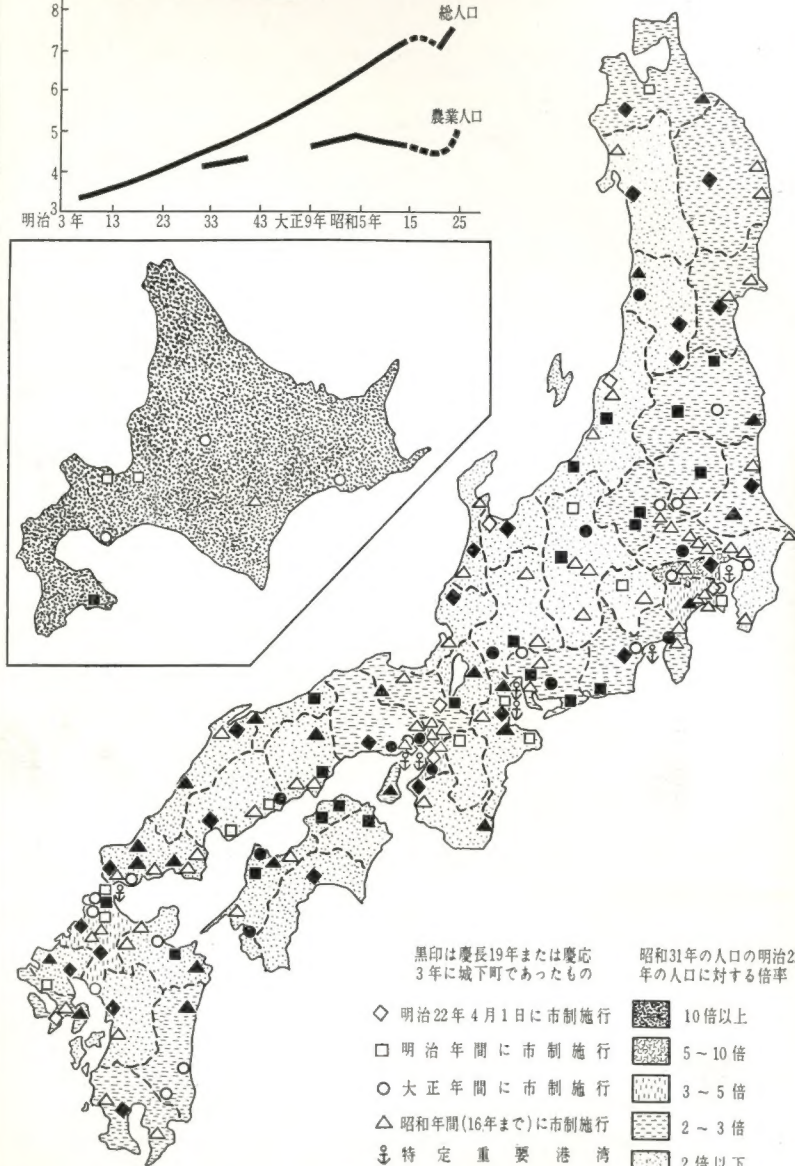 8
7
6
5
4
3
総人口
農業人口
明治 3 年 13 23 33 43 大正9年 昭和5年 15 25
黒印は慶長19年または慶応
3年に城下町であったもの
◇ 明治22年4月1日に市制施行
□ 明治年間に市制施行
○ 大正年間に市制施行
△ 昭和年間(16年まで)に市制施行
特定重要港湾
昭和31年の人口の明治2
年の人口に対する倍率
10倍以上
5～10倍
3～5倍
2～3倍
2倍以下